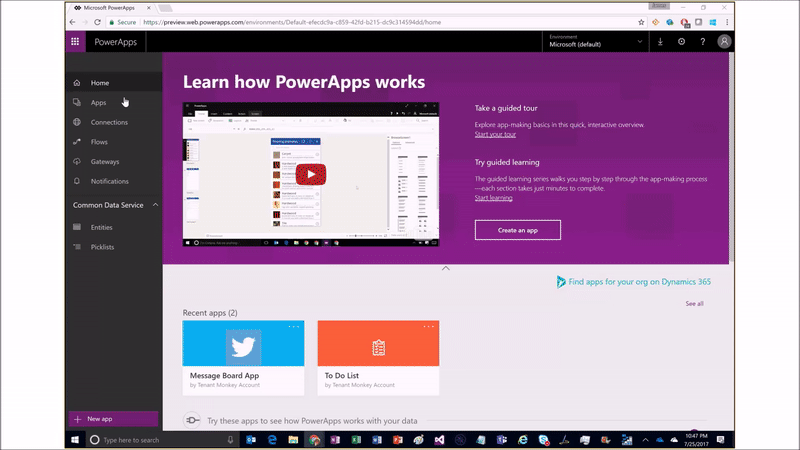 Microsoft PowerApps
Secure
https://preview.web.powerapps.com/environments/Default-efecdc9a-c859-42fd-b215-dc9c314594dd/home
PowerApps
Environment
Microsoft (default)
Home
Apps
Connections
Flows
Gateways
Notifications
Common Data Service
Entities
Picklists
New app
Learn how PowerApps works
Take a guided tour
Explore app-making basics in this quick, interactive overview.
Start your tour
Try guided learning
The guided learning series walks you step by step through the app-making process
—each section takes just minutes to complete.
Start learning
Create an app
Find apps for your org on Dynamics 365
See all
Recent apps (2)
Message Board App
by Tenant Monkey Account
To Do List
by Tenant Monkey Account
Try these apps to see how PowerApps works with your data
Type here to search
10:47 PM
7/25/2017